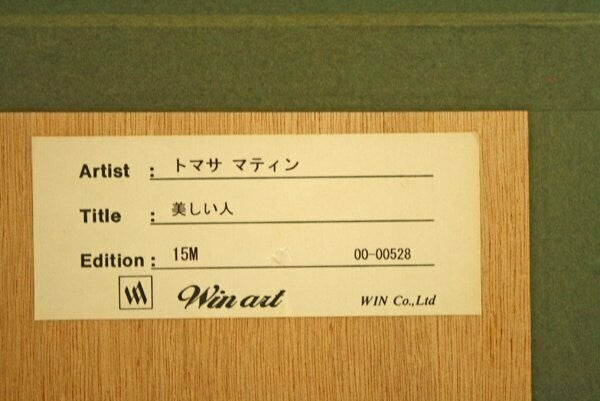 Artist : トマサ マティン
Title : 美しい人
Edition : 15M 00-00528
Win art WIN Co.,Ltd